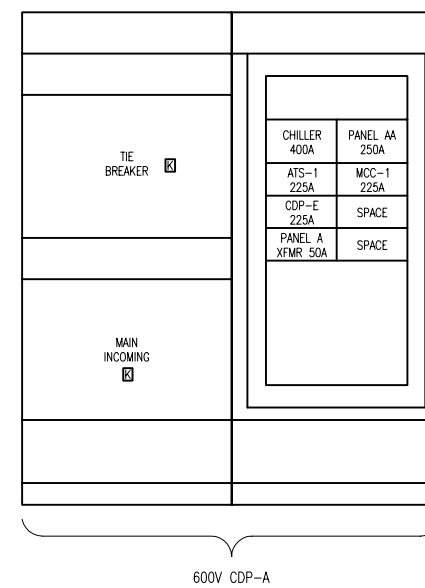 TIE
BREAKER K
MAIN
INCOMING
K
CHILLER
400A
PANEL AA
250A
ATS-1
225A
MCC-1
225A
CDP-E
225A
SPACE
PANEL A
XFMR 50A
SPACE
600V CDP-A